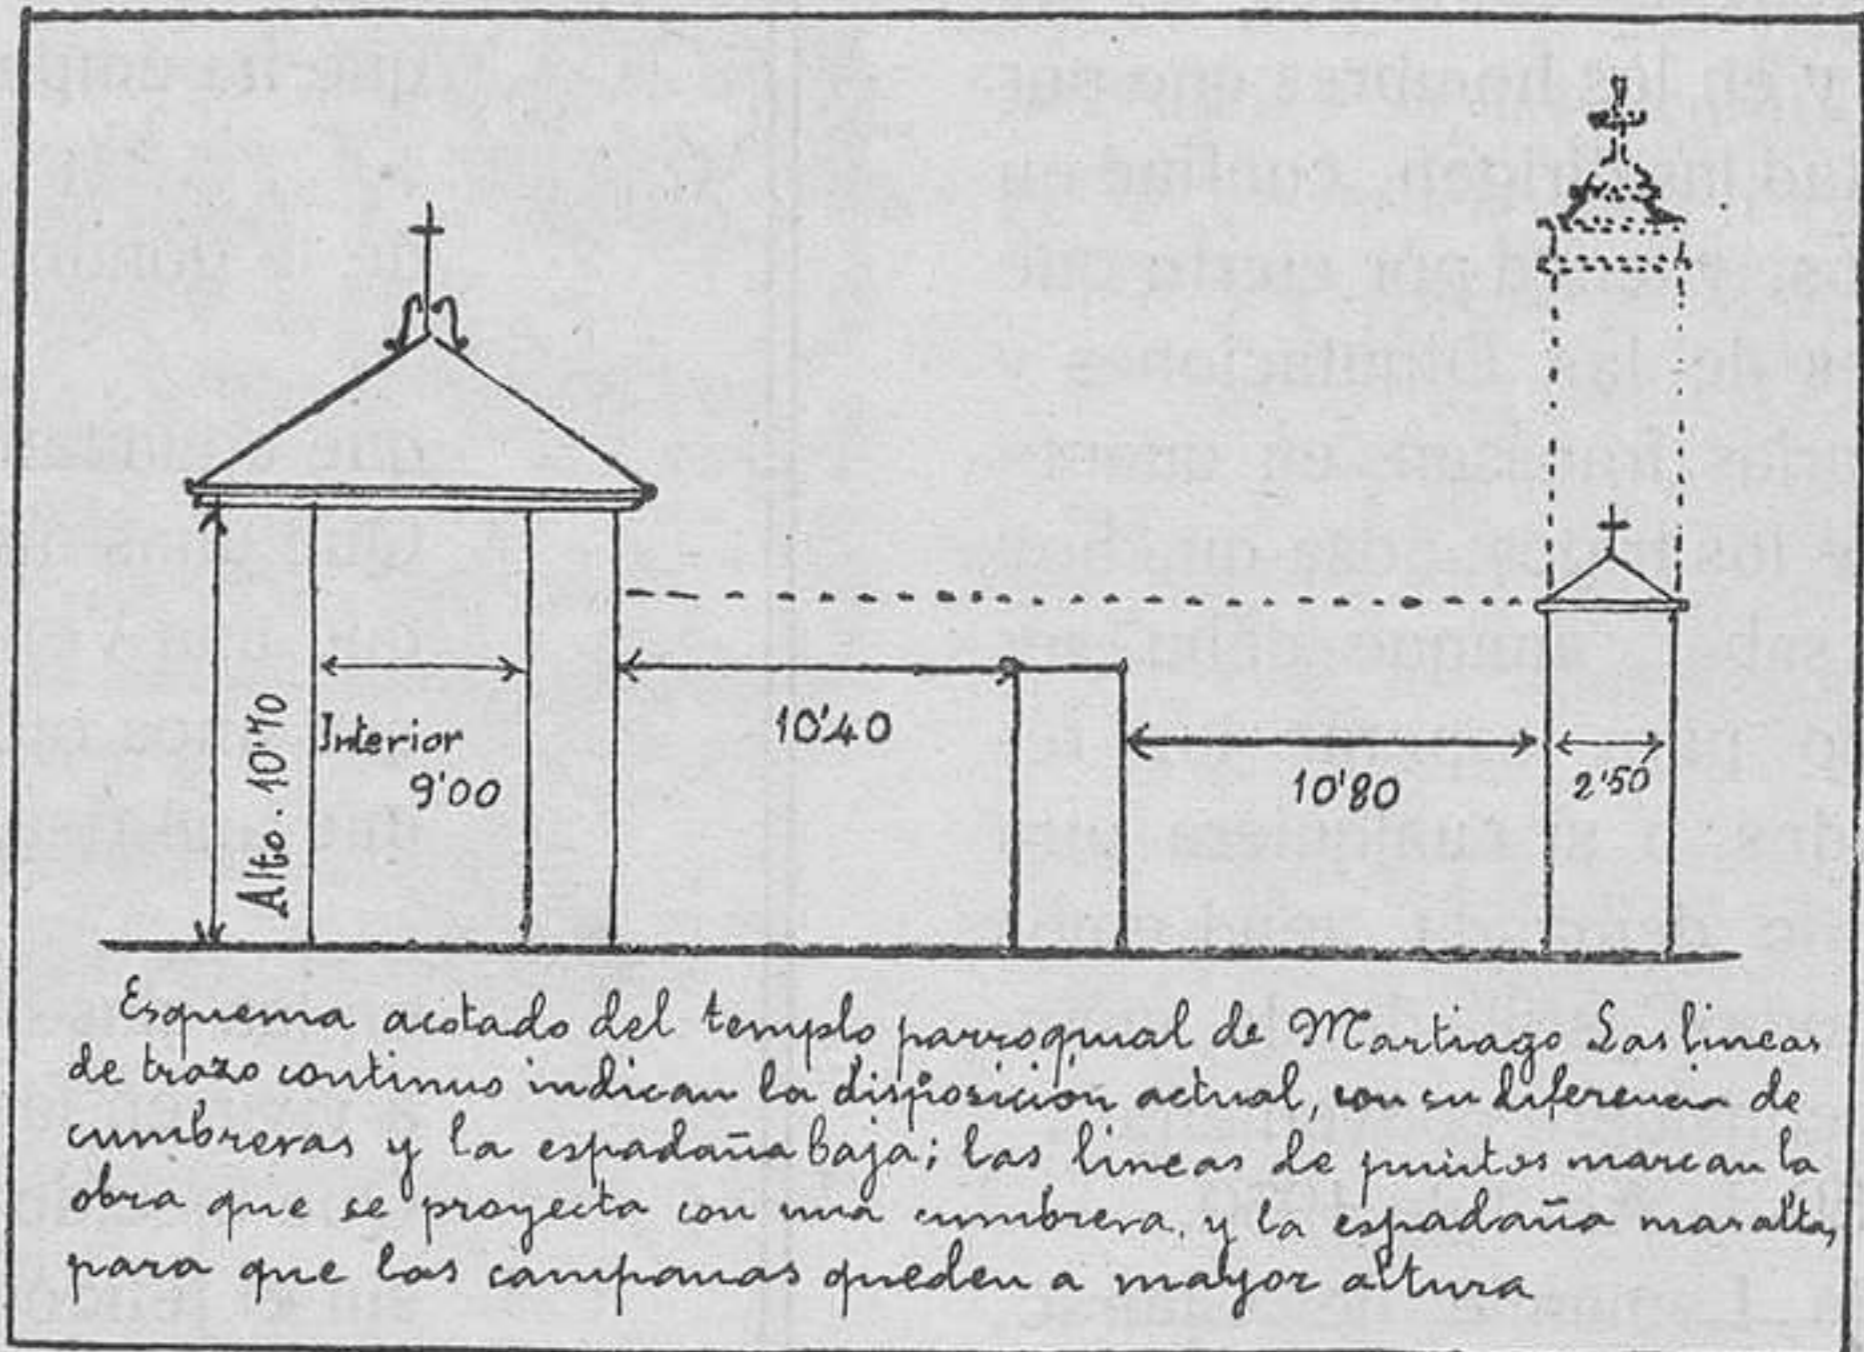 Alto. 10'70
Interior
9'00
10'40
10'80
2'50
Esquema acotado del templo parroquial de Martiago Las lineas
de trazo continuo indican la disposición actual, con su diferencia de
cumbreras y la espadaña baja; las lineas de puntos marcan la
obra que se proyecta con una cumbrera, y la espadaña mas alta,
para que las campanas queden a mayor altura